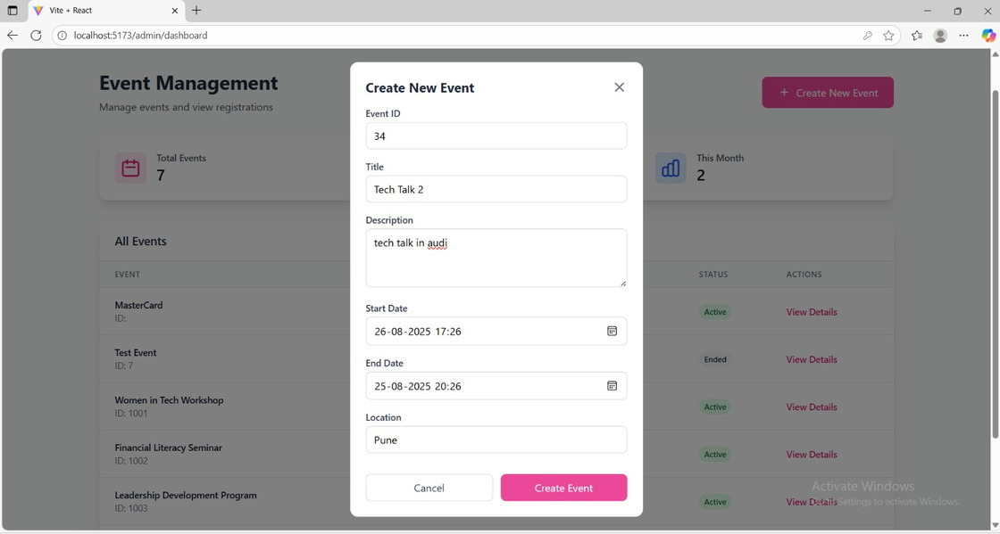 Vite + React
localhost:5173/admin/dashboard
Event Management
Manage events and view registrations
Create New Event
Total Events
7
This Month
2
All Events
EVENT
STATUS
ACTIONS
MasterCard
ID:
Active
View Details
Test Event
ID: 7
Ended
View Details
Women in Tech Workshop
ID: 1001
Active
View Details
Financial Literacy Seminar
ID: 1002
Active
View Details
Leadership Development Program
ID: 1003
Active
View Details
Create New Event
Event ID
34
Title
Tech Talk 2
Description
tech talk in audi
Start Date
26-08-2025 17:26
End Date
25-08-2025 20:26
Location
Pune
Cancel
Create Event
Activate Windows
Settings to activate Windows.